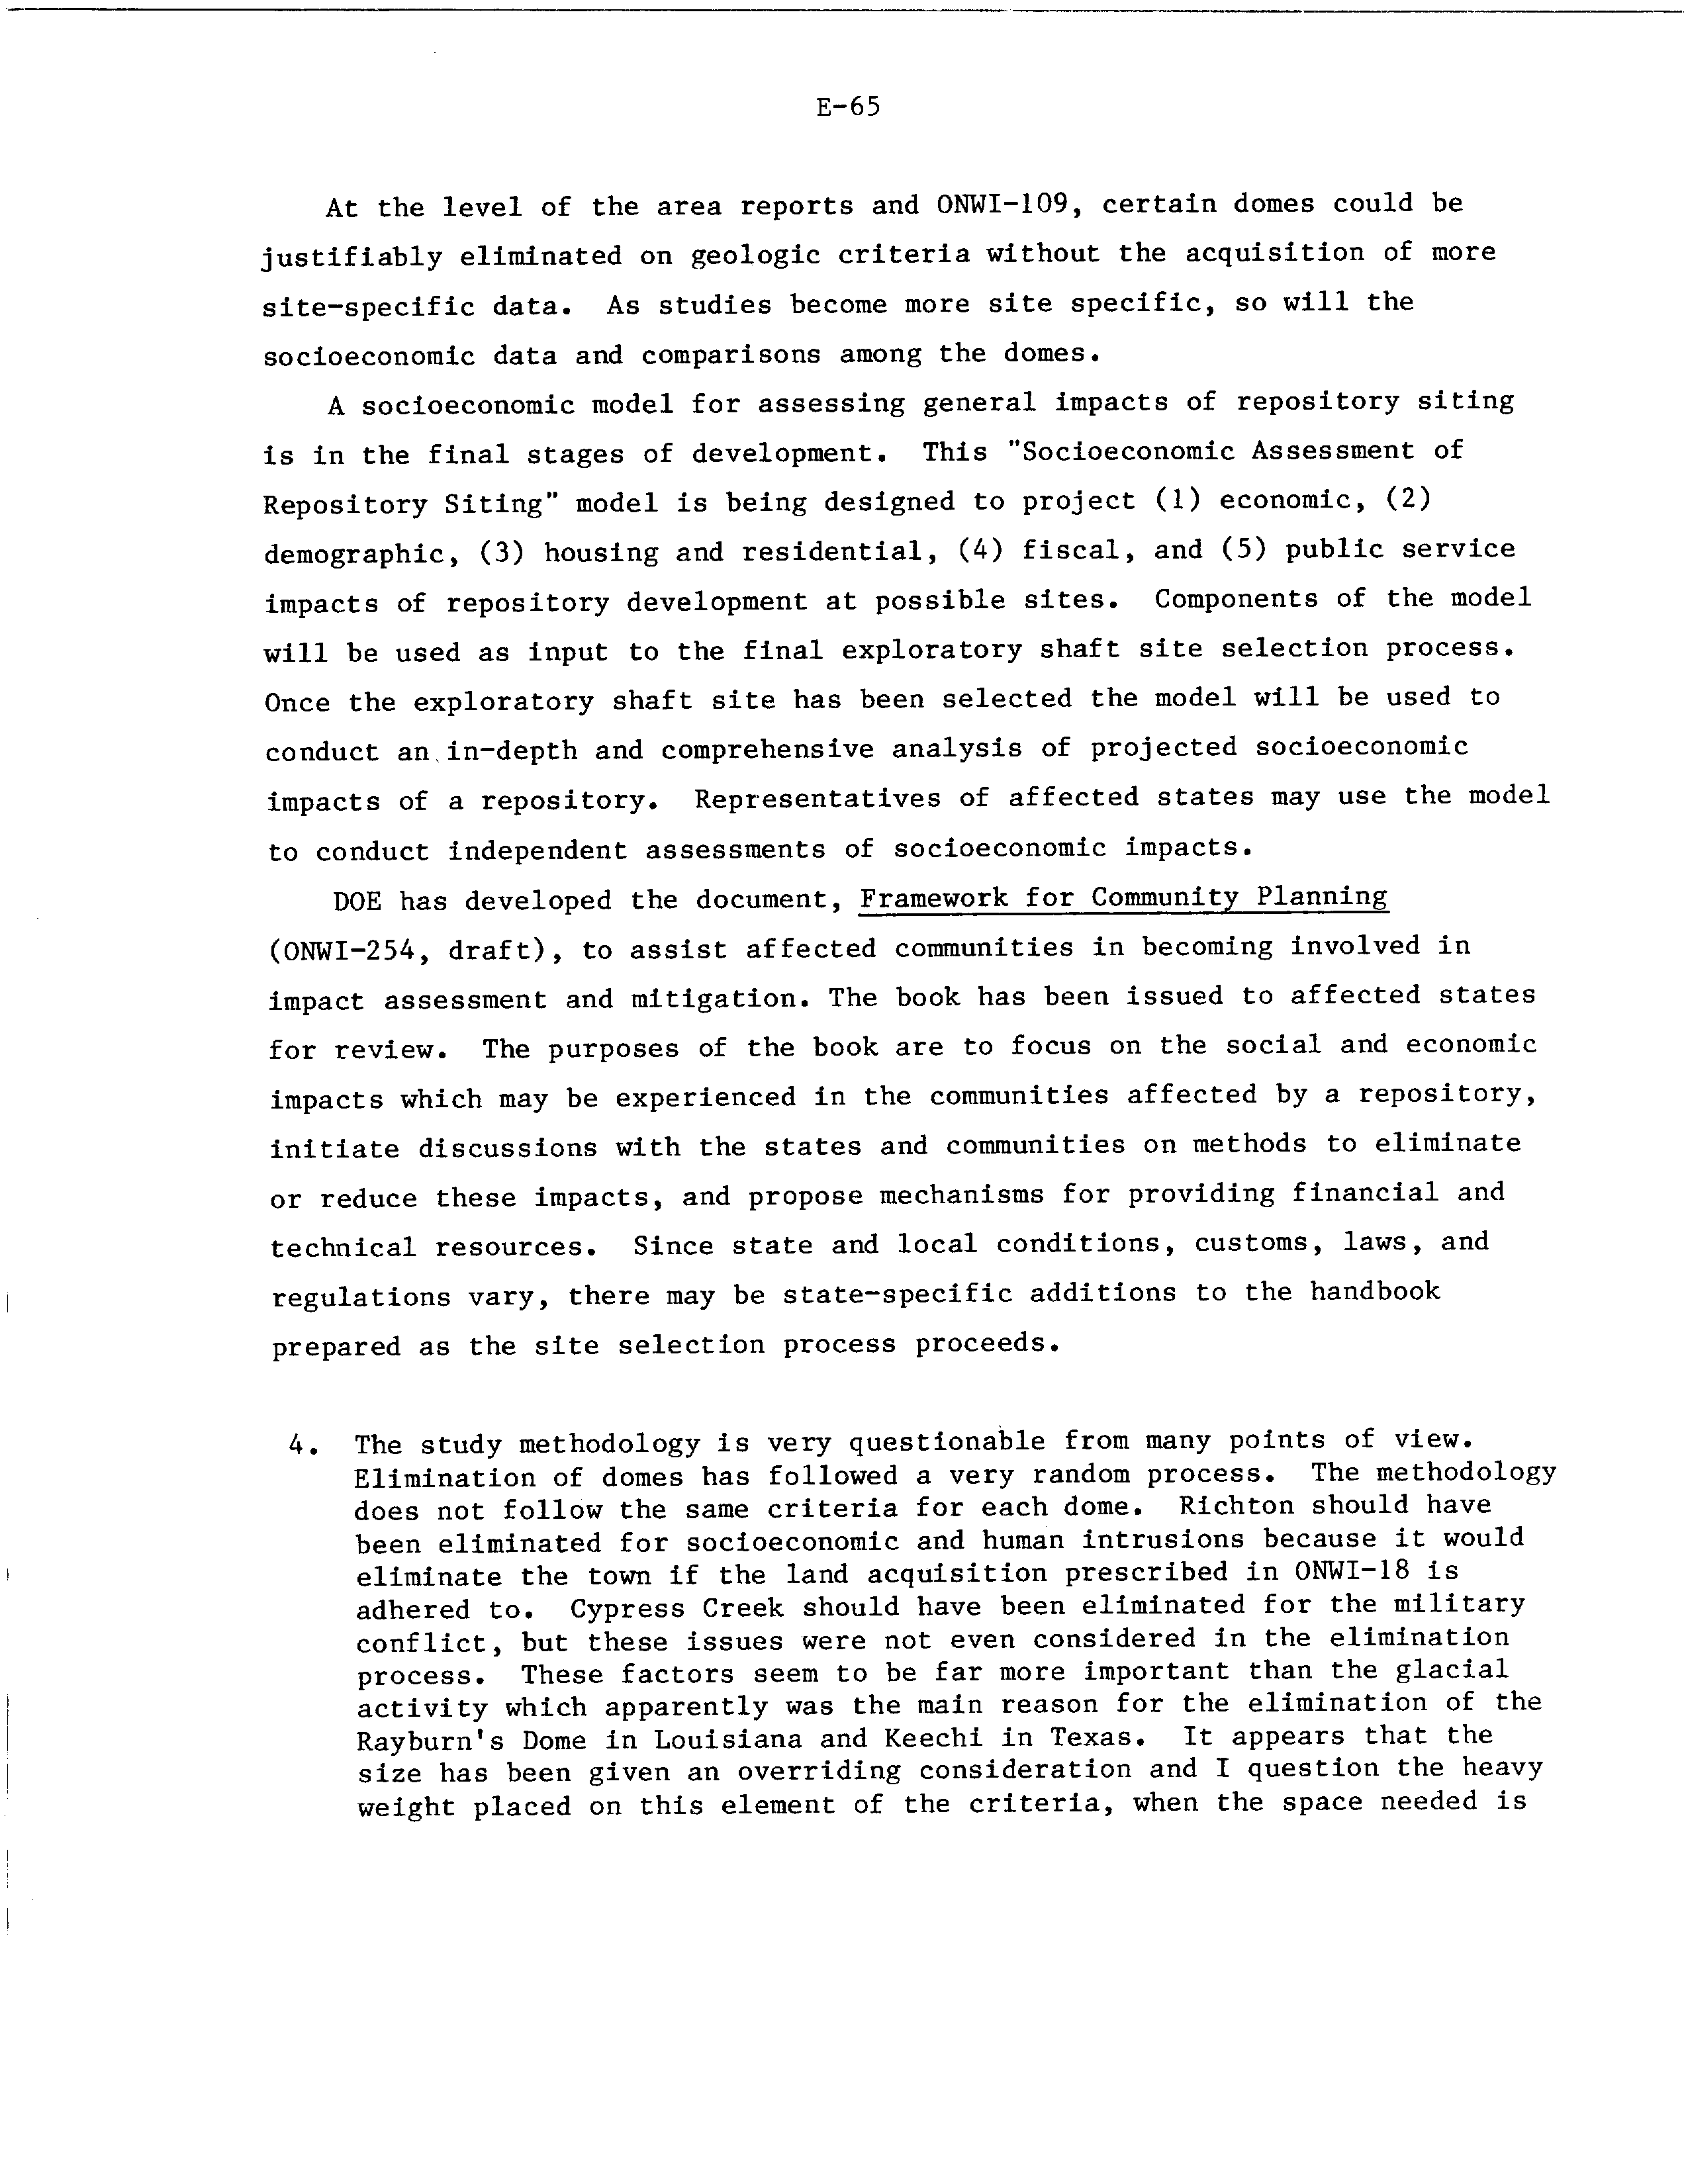 E-65
At the level of the area reports and ONWI-109, certain domes could be
justifiably eliminated on geologic criteria without the acquisition of more
site-specific data. As studies become more site specific, so will the
socioeconomic data and comparisons among the domes.
A socioeconomic model for assessing general impacts of repository siting
is in the final stages of development. This "Socioeconomic Assessment of
Repository Siting" model is being designed to project (1) economic, (2)
demographic, (3) housing and residential, (4) fiscal, and (5) public service
impacts of repository development at possible sites. Components of the model
will be used as input to the final exploratory shaft site selection process.
Once the exploratory shaft site has been selected the model will be used to
conduct an in-depth and comprehensive analysis of projected socioeconomic
impacts of a repository. Representatives of affected states may use the model
to conduct independent assessments of socioeconomic impacts.
DOE has developed the document, Framework for Community Planning
(ONWI-254, draft), to assist affected communities in becoming involved in
impact assessment and mitigation. The book has been issued to affected states
for review. The purposes of the book are to focus on the social and economic
impacts which may be experienced in the communities affected by a repository,
initiate discussions with the states and communities on methods to eliminate
or reduce these impacts, and propose mechanisms for providing financial and
technical resources. Since state and local conditions, customs, laws, and
regulations vary, there may be state-specific additions to the handbook
prepared as the site selection process proceeds.
4. The study methodology is very questionable from many points of view.
Elimination of domes has followed a very random process. The methodology
does not follow the same criteria for each dome. Richton should have
been eliminated for socioeconomic and human intrusions because it would
eliminate the town if the land acquisition prescribed in ONWI-18 is
adhered to. Cypress Creek should have been eliminated for the military
conflict, but these issues were not even considered in the elimination
process. These factors seem to be far more important than the glacial
activity which apparently was the main reason for the elimination of the
Rayburn's Dome in Louisiana and Keechi in Texas. It appears that the
size has been given an overriding consideration and I question the heavy
weight placed on this element of the criteria, when the space needed is